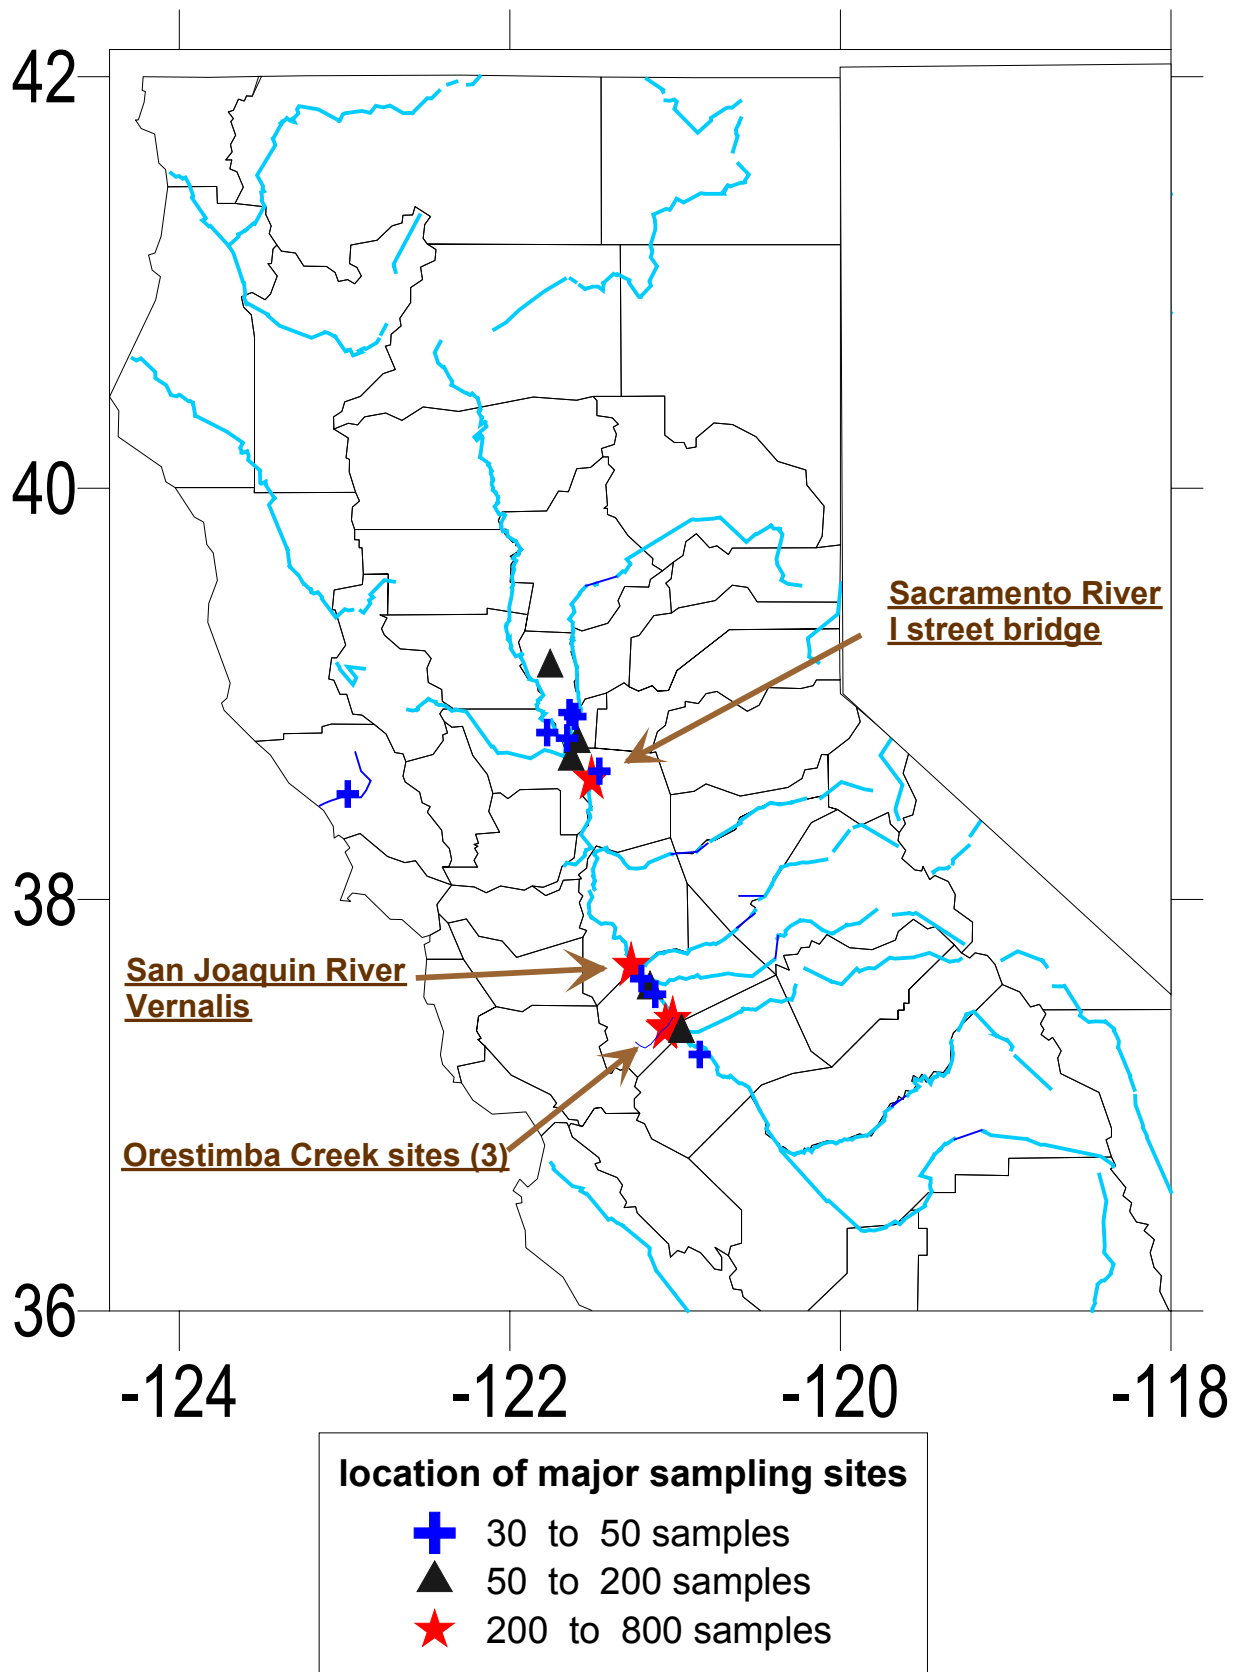 42
40
Sacramento River
I street bridge
38
San Joaquin River
Vernalis
Orestimba Creek sites (3)
36
-124
-122
-120
-118
location of major sampling sites
30 to 50 samples
50 to 200 samples
200 to 800 samples